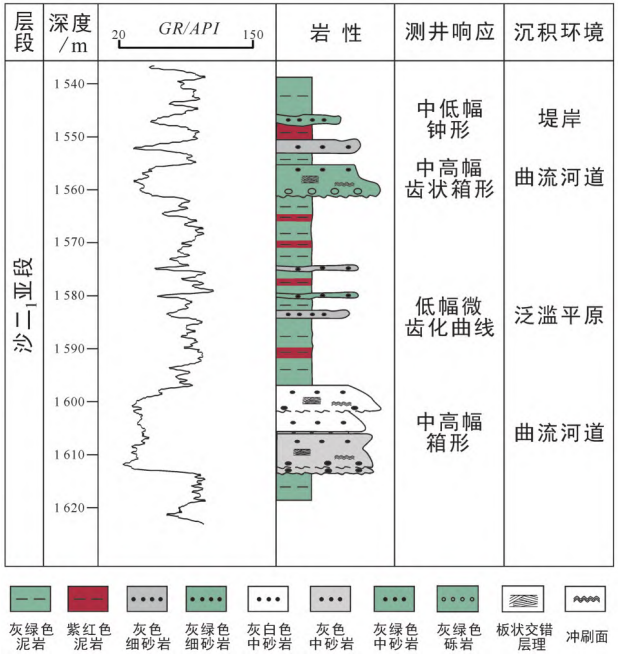 层段
深度/m
GR/API
20
150
岩性
测井响应
沉积环境
沙二1亚段
1 540
1 550
1 560
1 570
1 580
1 590
1 600
1 610
1 620
中低幅
钟形
堤岸
中高幅
齿状箱形
曲流河道
低幅微
齿化曲线
泛滥平原
中高幅
箱形
曲流河道
灰绿色
泥岩
紫红色
泥岩
灰色
细砂岩
灰绿色
细砂岩
灰白色
中砂岩
灰色
中砂岩
灰绿色
中砂岩
灰绿色
砾岩
板状交错
层理
冲刷面